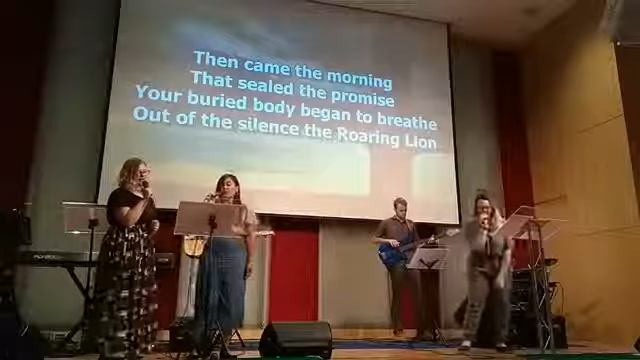 Then came the morning
That sealed the promise
Your buried body began to breathe
Out of the silence the Roaring Lion